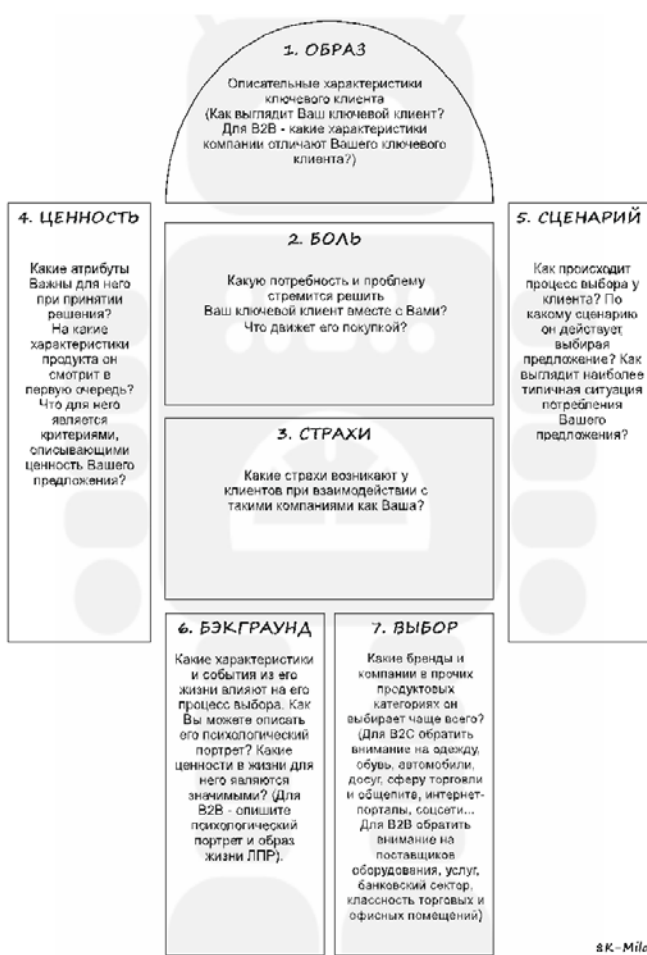 1. ОБРАЗ
Описательные характеристики
ключевого клиента
(Как выглядит Ваш ключевой клиент?
Для B2B - какие характеристики
компании отличают Вашего ключевого
клиента?)
4. ЦЕННОСТЬ
Какие атрибуты
Важны для него
при принятии
решения?
На какие
характеристики
продукта он
смотрит в
первую очередь?
Что для него
является
критериями,
описывающими
ценность Вашего
предложения?
2. БОЛЬ
Какую потребность и проблему
стремится решить
Ваш ключевой клиент вместе с Вами?
Что движет его покупкой?
3. СТРАХИ
Какие страхи возникают у
клиентов при взаимодействии с
такими компаниями как Ваша?
5. СЦЕНАРИЙ
Как происходит
процесс выбора у
клиента? По
какому сценарию
он действует,
выбирая
предложение? Как
выглядит наиболее
типичная ситуация
потребления
Вашего
предложения?
6. БЭКГРАУНД
Какие характеристики
и события из его
жизни влияют на его
процесс выбора. Как
Вы можете описать
его психологический
портрет? Какие
ценности в жизни для
него являются
значимыми? (Для
B2B - опишите
психологический
портрет и образ
жизни ЛПР).
7. ВЫБОР
Какие бренды и
компании в прочих
продуктовых
категориях он
выбирает чаще всего?
(Для B2C обратить
внимание на одежду,
обувь, автомобили,
досуг, сферу торговли
и общепита, интернет-
порталы, соцсети...
Для B2B обратить
внимание на
поставщиков
оборудования, услуг,
банковский сектор,
классность торговых и
офисных помещений)